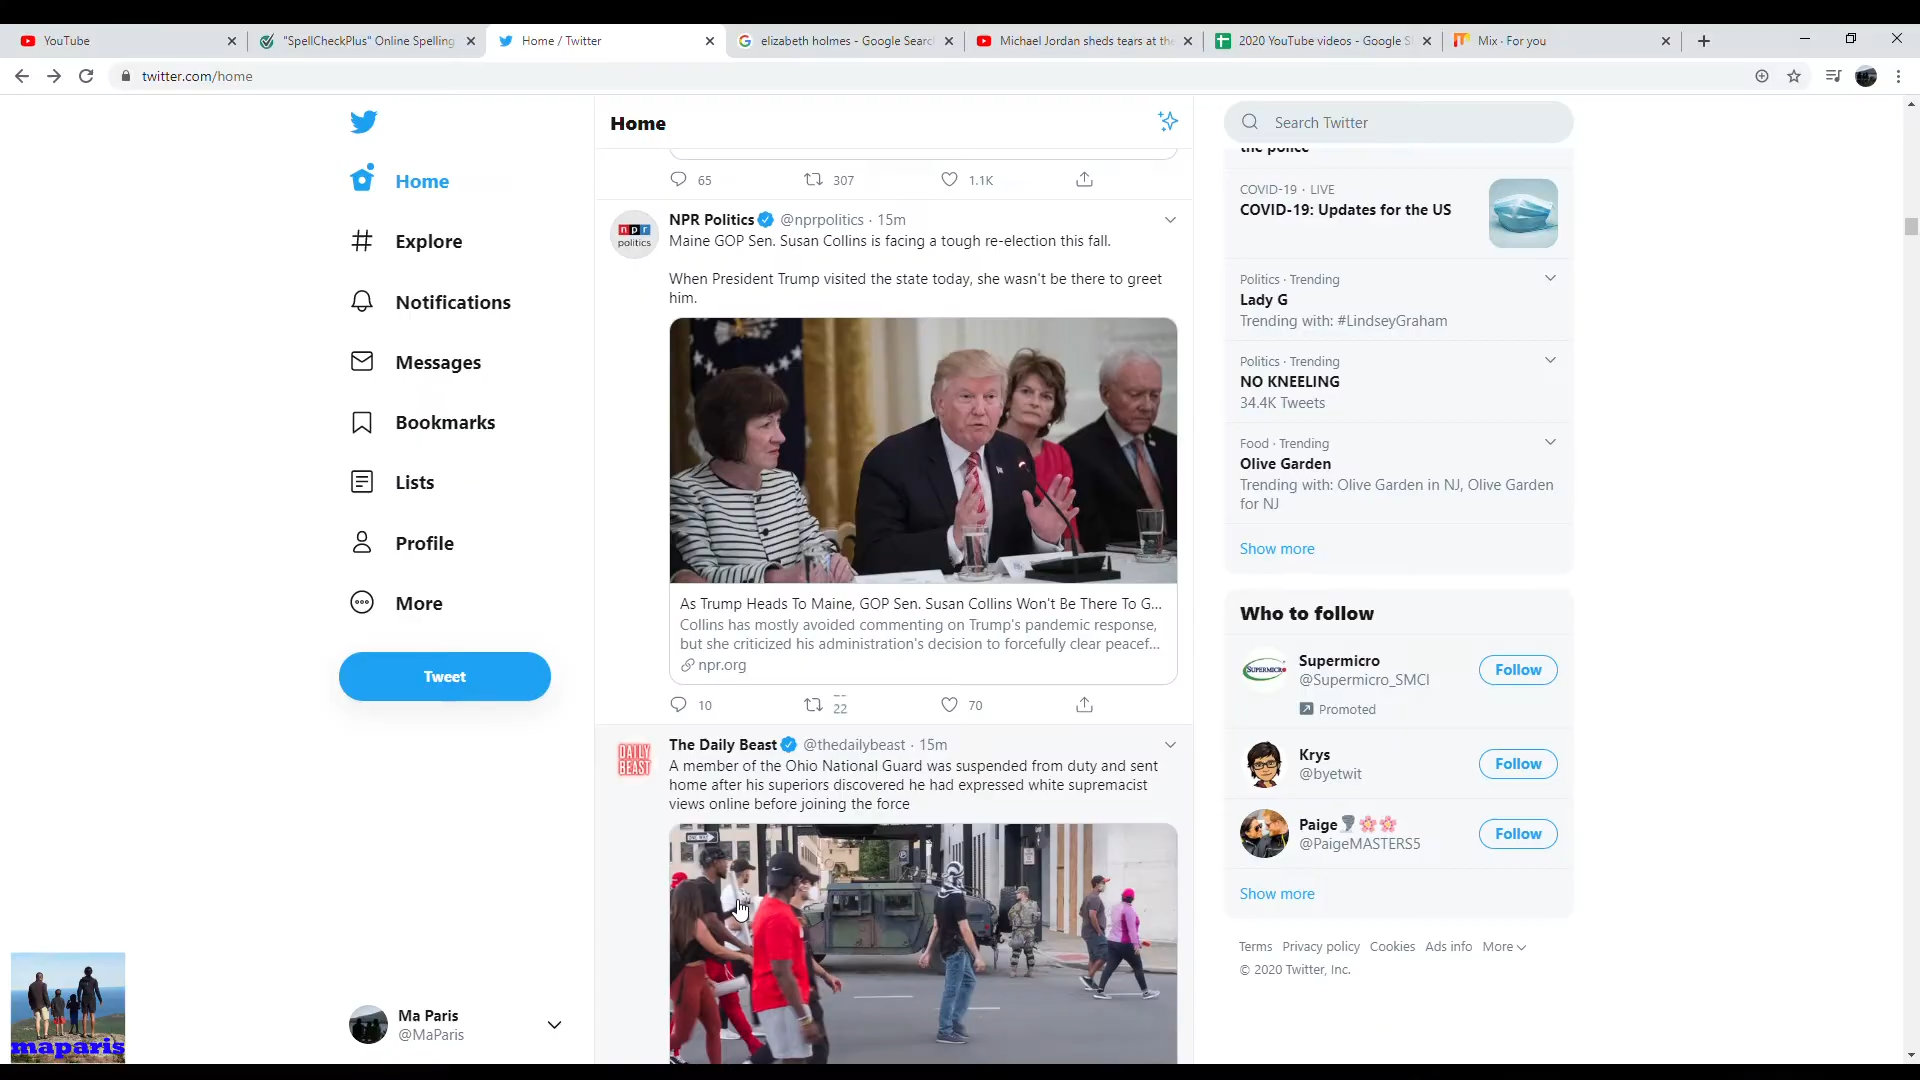 YouTube
"SpellCheckPlus" Online Spelling
Home / Twitter
elizabeth holmes - Google Searc
Michael Jordan sheds tears at the
2020 YouTube videos - Google S
Mix · For you
twitter.com/home
Home
Explore
Notifications
Messages
Bookmarks
Lists
Profile
More
Tweet
Ma Paris
@MaParis
maparis
Home
65 307 1.1K
npr
politics
NPR Politics @nprpolitics · 15m
Maine GOP Sen. Susan Collins is facing a tough re-election this fall.
When President Trump visited the state today, she wasn't be there to greet
him.
As Trump Heads To Maine, GOP Sen. Susan Collins Won't Be There To G...
Collins has mostly avoided commenting on Trump's pandemic response,
but she criticized his administration's decision to forcefully clear peacef...
npr.org
10 22 70
DAILY
BEAST
The Daily Beast @thedailybeast · 15m
A member of the Ohio National Guard was suspended from duty and sent
home after his superiors discovered he had expressed white supremacist
views online before joining the force
ONE WAY
Search Twitter
the police
COVID-19 · LIVE
COVID-19: Updates for the US
Politics · Trending
Lady G
Trending with: #LindseyGraham
Politics · Trending
NO KNEELING
34.4K Tweets
Food · Trending
Olive Garden
Trending with: Olive Garden in NJ, Olive Garden
for NJ
Show more
Who to follow
SUPERMICRO
Supermicro
@Supermicro_SMCI
Follow
Promoted
Krys
@byetwit
Follow
Paige
@PaigeMASTERS5
Follow
Show more
Terms Privacy policy Cookies Ads info More
© 2020 Twitter, Inc.